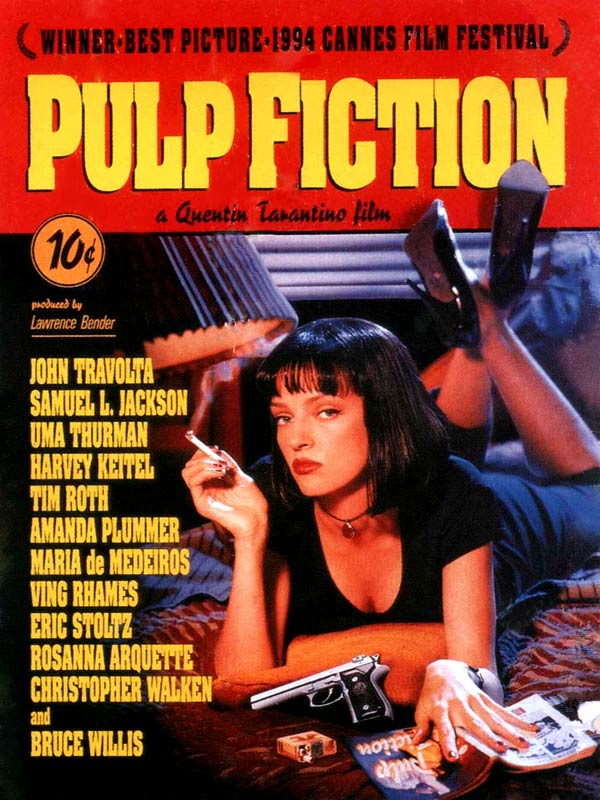 WINNER·BEST PICTURE·1994 CANNES FILM FESTIVAL
PULP FICTION
a Quentin Tarantino film
10¢
produced by
Lawrence Bender
JOHN TRAVOLTA
SAMUEL L. JACKSON
UMA THURMAN
HARVEY KEITEL
TIM ROTH
AMANDA PLUMMER
MARIA de MEDEIROS
VING RHAMES
ERIC STOLTZ
ROSANNA ARQUETTE
CHRISTOPHER WALKEN
and
BRUCE WILLIS
Pulp
Fiction